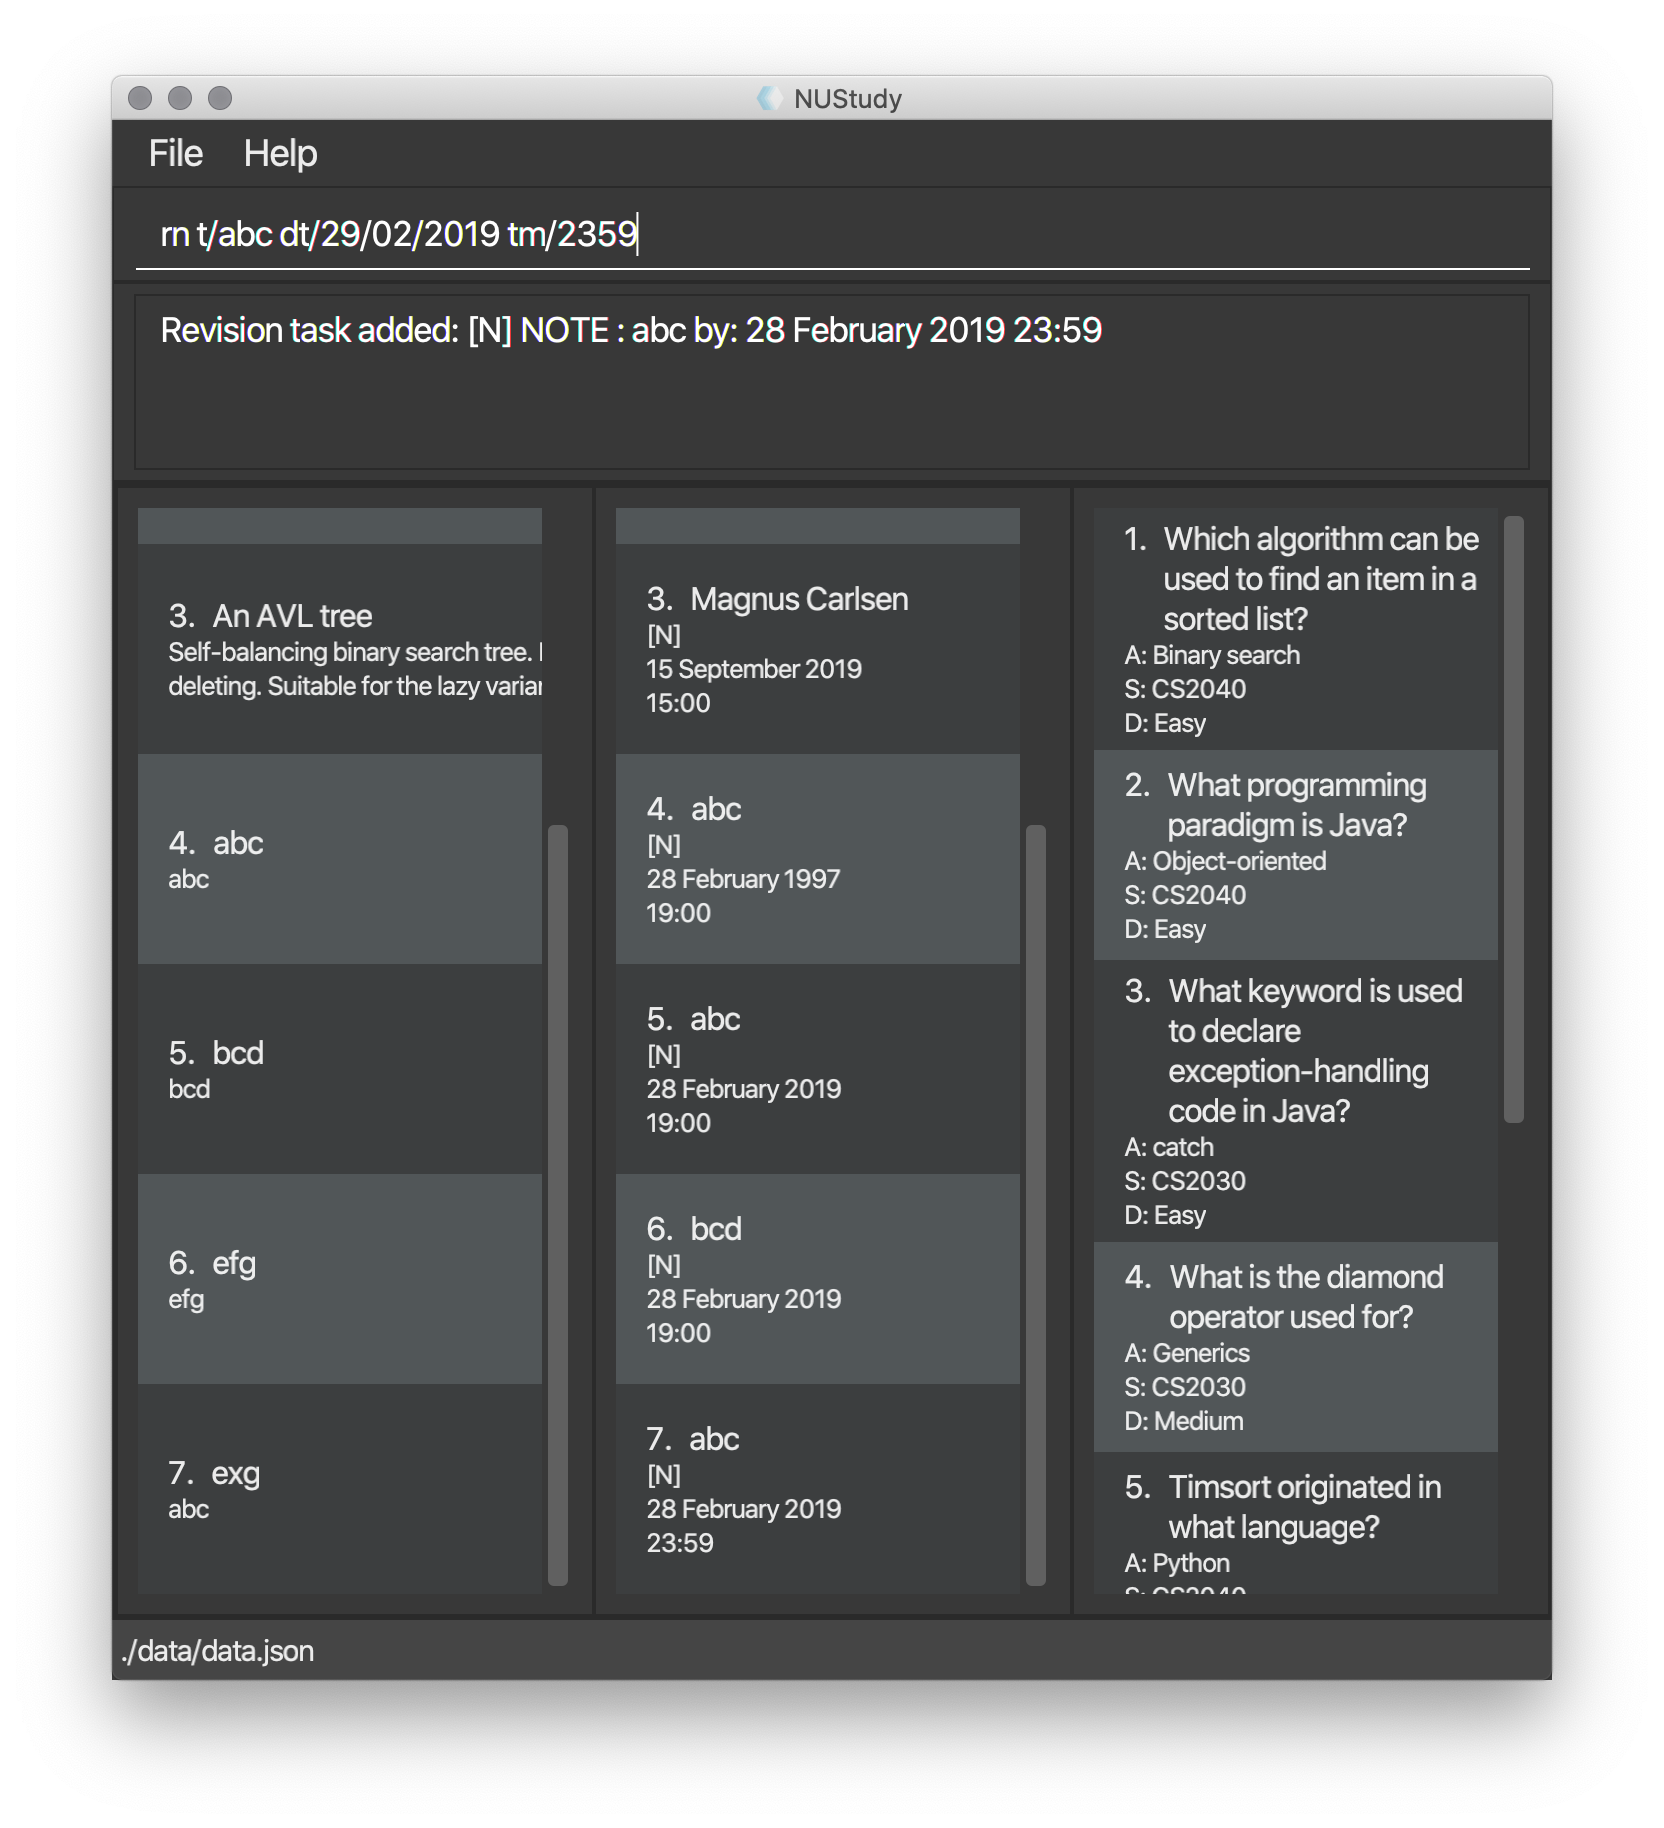 NUStudy
File Help
rn t/abc dt/29/02/2019 tm/2359
Revision task added: [N] NOTE : abc by: 28 February 2019 23:59
3. An AVL tree
Self-balancing binary search tree.
deleting. Suitable for the lazy
4. abc
abc
5. bcd
bcd
6. efg
efg
7. exg
abc
3. Magnus Carlsen
[N]
15 September 2019
15:00
4. abc
[N]
28 February 1997
19:00
5. abc
[N]
28 February 2019
19:00
6. bcd
[N]
28 February 2019
19:00
7. abc
[N]
28 February 2019
23:59
1. Which algorithm can be
used to find an item in a
sorted list?
A: Binary search
S: CS2040
D: Easy
2. What programming
paradigm is Java?
A: Object-oriented
S: CS2040
D: Easy
3. What keyword is used
to declare
exception-handling
code in Java?
A: catch
S: CS2030
D: Easy
4. What is the diamond
operator used for?
A: Generics
S: CS2030
D: Medium
5. Timsort originated in
what language?
A: Python
S: CS2040
./data/data.json